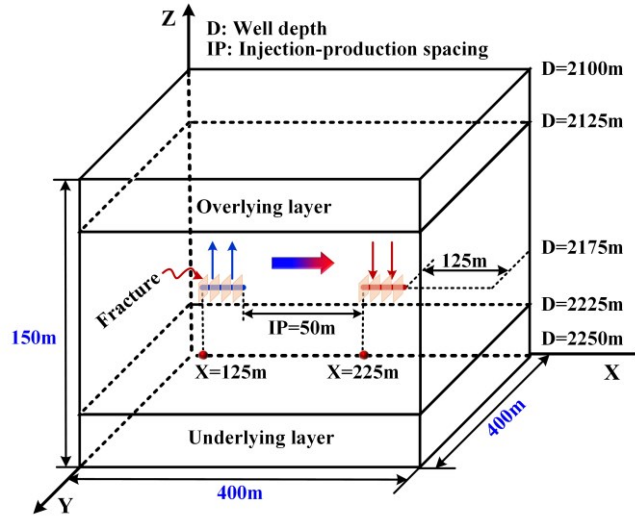 Z
D: Well depth
IP: Injection-production spacing
D=2100m
D=2125m
Overlying layer
D=2175m
125m
Fracture
D=2225m
150m
IP=50m
D=2250m
X=125m
X=225m
X
Underlying layer
400m
400m
Y